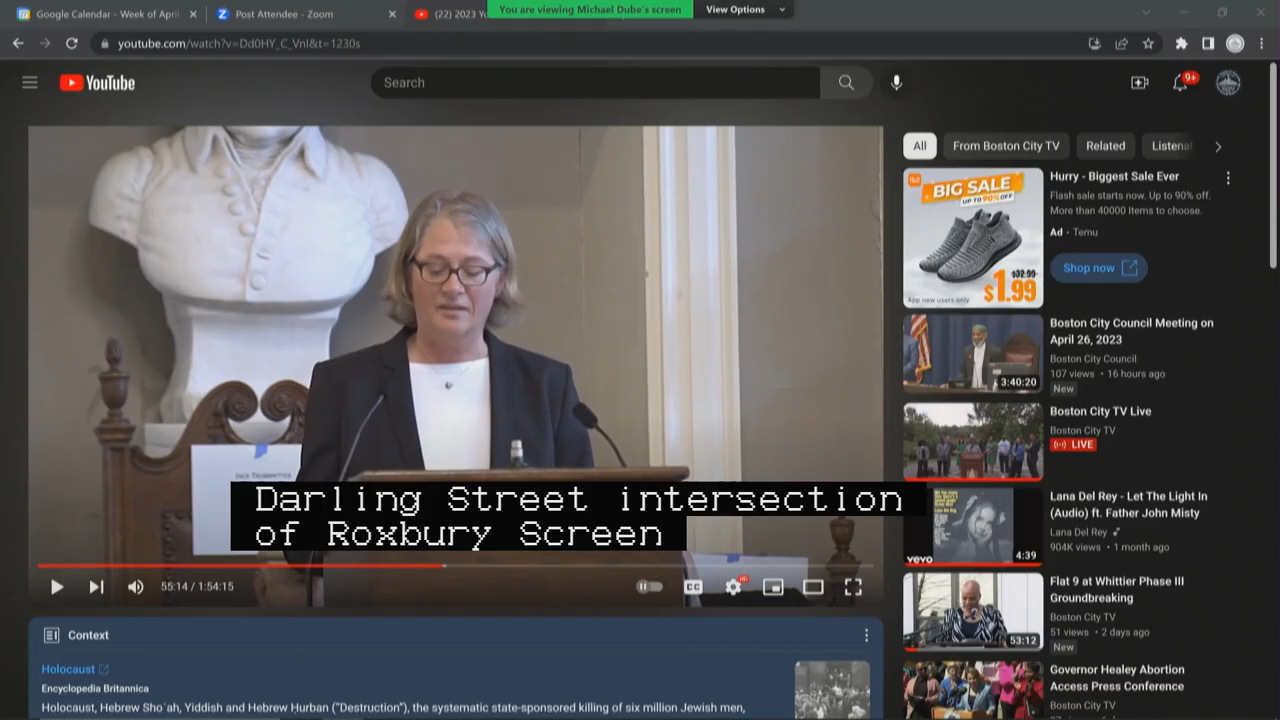 Google Calendar - Week of April
Post Attendee - Zoom
(22) 2023 Yo
You are viewing Michael Dube's screen
View Options
youtube.com/watch?v=Dd0HY_C_VnI&t=1230s
YouTube
Search
9+
All
From Boston City TV
Related
Listena
BIG SALE
UP TO 90% OFF
$32.99
$1.99
App new users only
Hurry - Biggest Sale Ever
Flash sale starts now. Up to 90% off.
More than 40000 items to choose.
Ad · Temu
Shop now
Boston City Council Meeting on
April 26, 2023
Boston City Council
107 views • 16 hours ago
New
3:40:20
Boston City TV Live
Boston City TV
LIVE
Lana Del Rey - Let The Light In
(Audio) ft. Father John Misty
Lana Del Rey
904K views • 1 month ago
vevo
4:39
Flat 9 at Whittier Phase III
Groundbreaking
Boston City TV
51 views • 2 days ago
New
53:12
Governor Healey Abortion
Access Press Conference
Boston City TV
Darling Street intersection
of Roxbury Screen
55:14 / 1:54:15
CC
HD
Context
Holocaust
Encyclopedia Britannica
Holocaust, Hebrew Shoʾah, Yiddish and Hebrew Ḥurban ("Destruction"), the systematic state-sponsored killing of six million Jewish men,